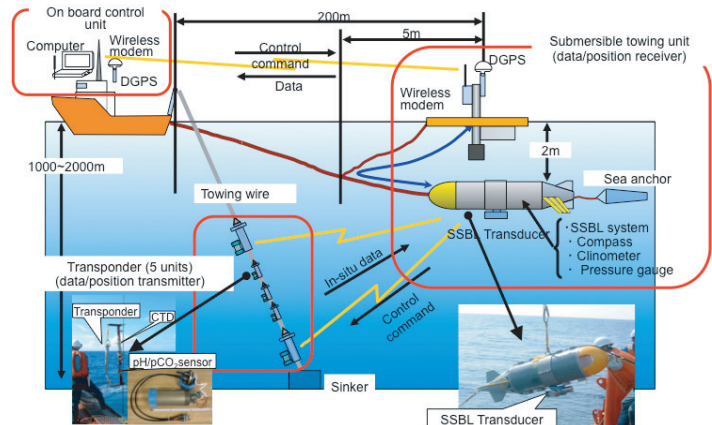 On board control
unit
Computer
Wireless
modem
DGPS
200m
5m
Control
command
Data
DGPS
Wireless
modem
Submersible towing unit
(data/position receiver)
1000~2000m
2m
Sea anchor
Towing wire
SSBL Transducer
・SSBL system
・ Compass
・ Clinometer
・ Pressure gauge
Transponder (5 units)
(data/position transmitter)
In-situ data
Control
command
Transponder
CTD
pH/pCO₂sensor
Sinker
SSBL Transducer